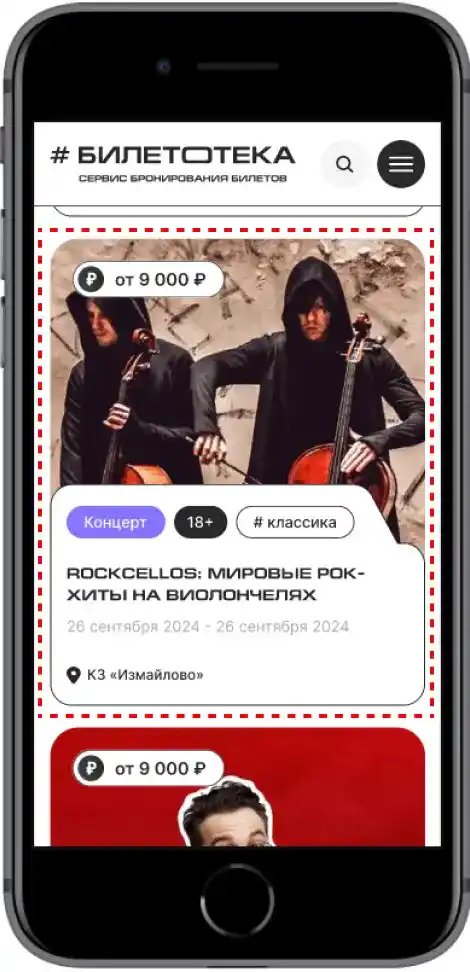 # БИЛЕТОТЕКА
СЕРВИС БРОНИРОВАНИЯ БИЛЕТОВ
₽ от 9 000 ₽
Концерт 18+ # классика
ROCKCELLOS: МИРОВЫЕ РОК-
ХИТЫ НА ВИОЛОНЧЕЛЯХ
26 сентября 2024 - 26 сентября 2024
КЗ «Измайлово»
₽ от 9 000 ₽